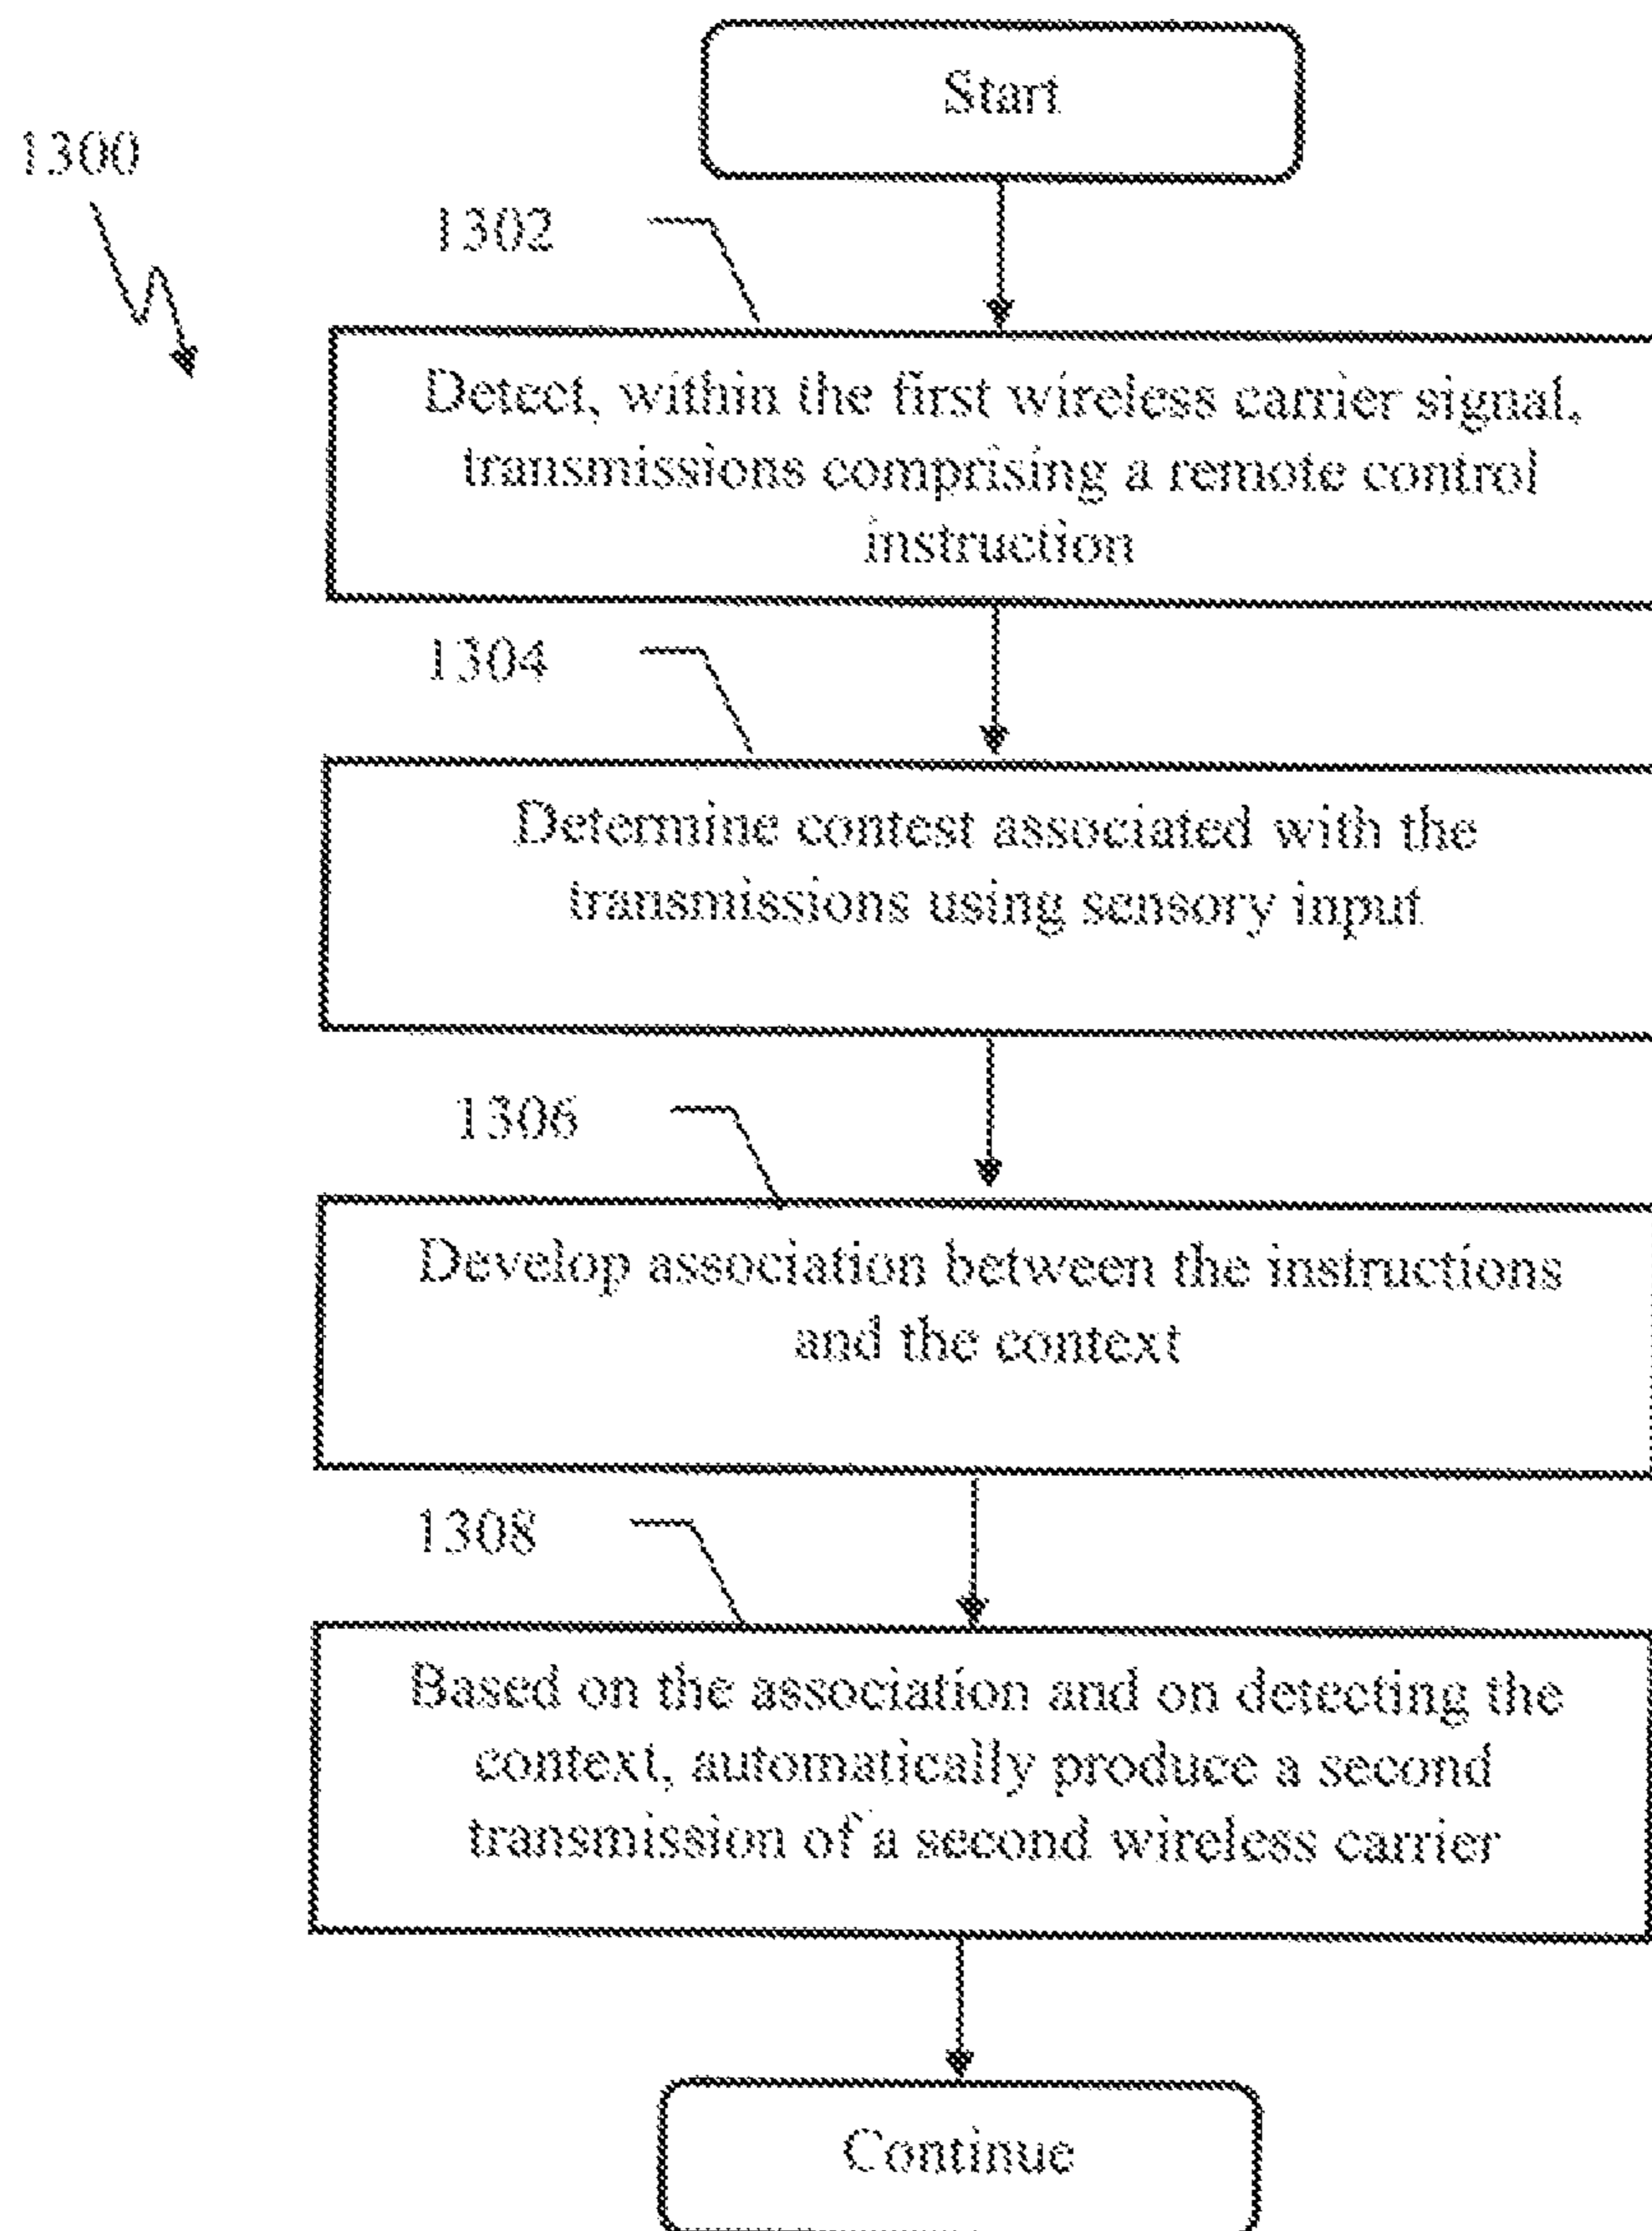 Start
1300
1302
Detect, within the first wireless carrier signal,
transmissions comprising a remote control
instruction
1304
Determine contest associated with the
transmissions using sensory input
1306
Develop association between the instructions
and the context
1308
Based on the association and on detecting the
context, automatically produce a second
transmission of a second wireless carrier
Continue